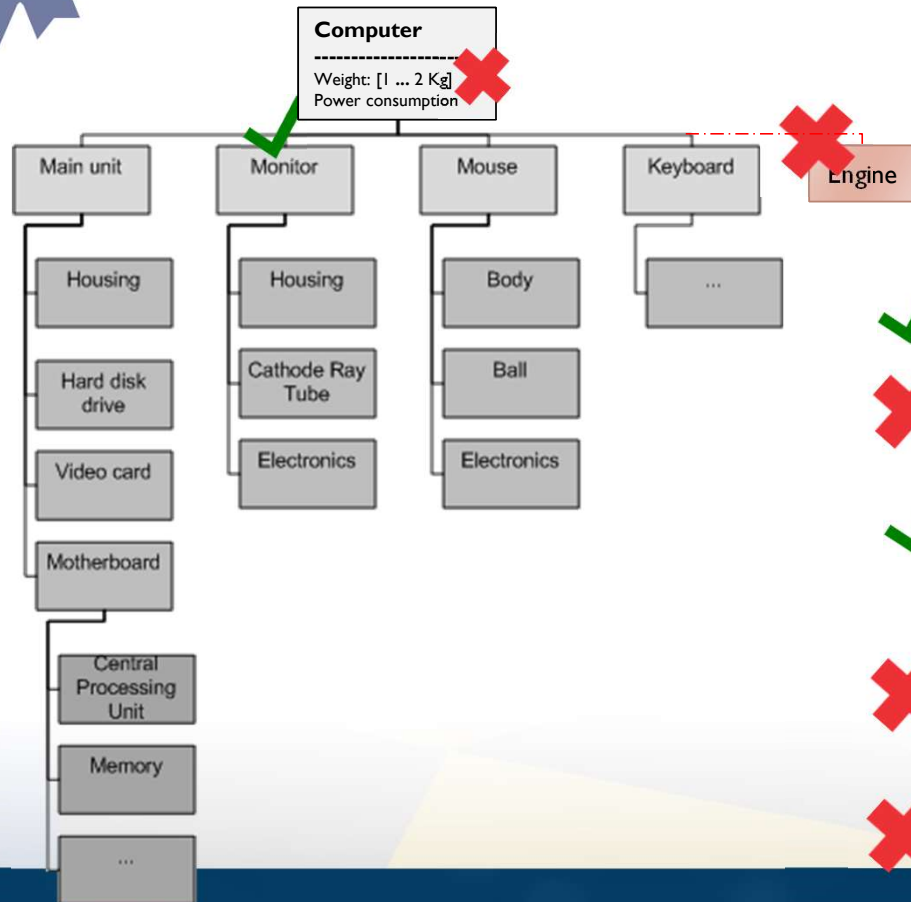 Computer
---------------------
Weight: [1 ... 2 Kg]
Power consumption
Main unit
Monitor
Mouse
Keyboard
Engine
Housing
Housing
Body
...
Hard disk
drive
Cathode Ray
Tube
Ball
Video card
Electronics
Electronics
Motherboard
Central
Processing
Unit
Memory
...